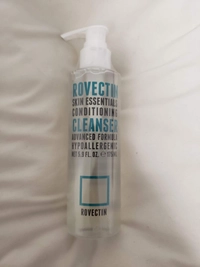 ROVECTIN
SKIN ESSENTIALS
CONDITIONING
CLEANSER
ADVANCED FORMULA
HYPOALLERGENIC
ROVECTIN